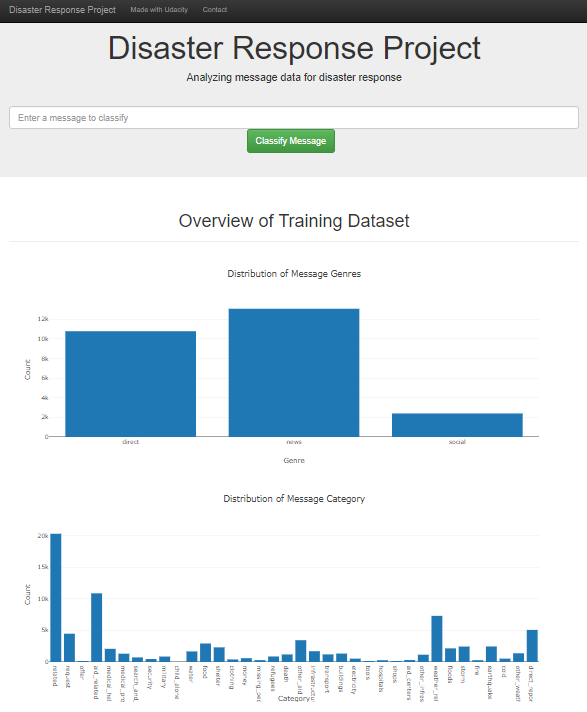 Disaster Response Project Made with Udacity Contact
Disaster Response Project
Analyzing message data for disaster response
Enter a message to classify
Classify Message
Overview of Training Dataset
Distribution of Message Genres
12k
10k
8k
6k
4k
2k
0
Count
direct news social
Genre
Distribution of Message Category
20k
15k
10k
5k
0
Count
related
request
offer
aid_related
medical_hel
medical_pro
search_and_
security
military
child_alone
water
food
shelter
clothing
money
missing_peo
refugees
death
other_aid
infrastructur
transport
buildings
electricity
tools
hospitals
shops
aid_centers
other_infras
weather_rel
floods
storm
fire
earthquake
cold
other_weath
direct_repor
Category